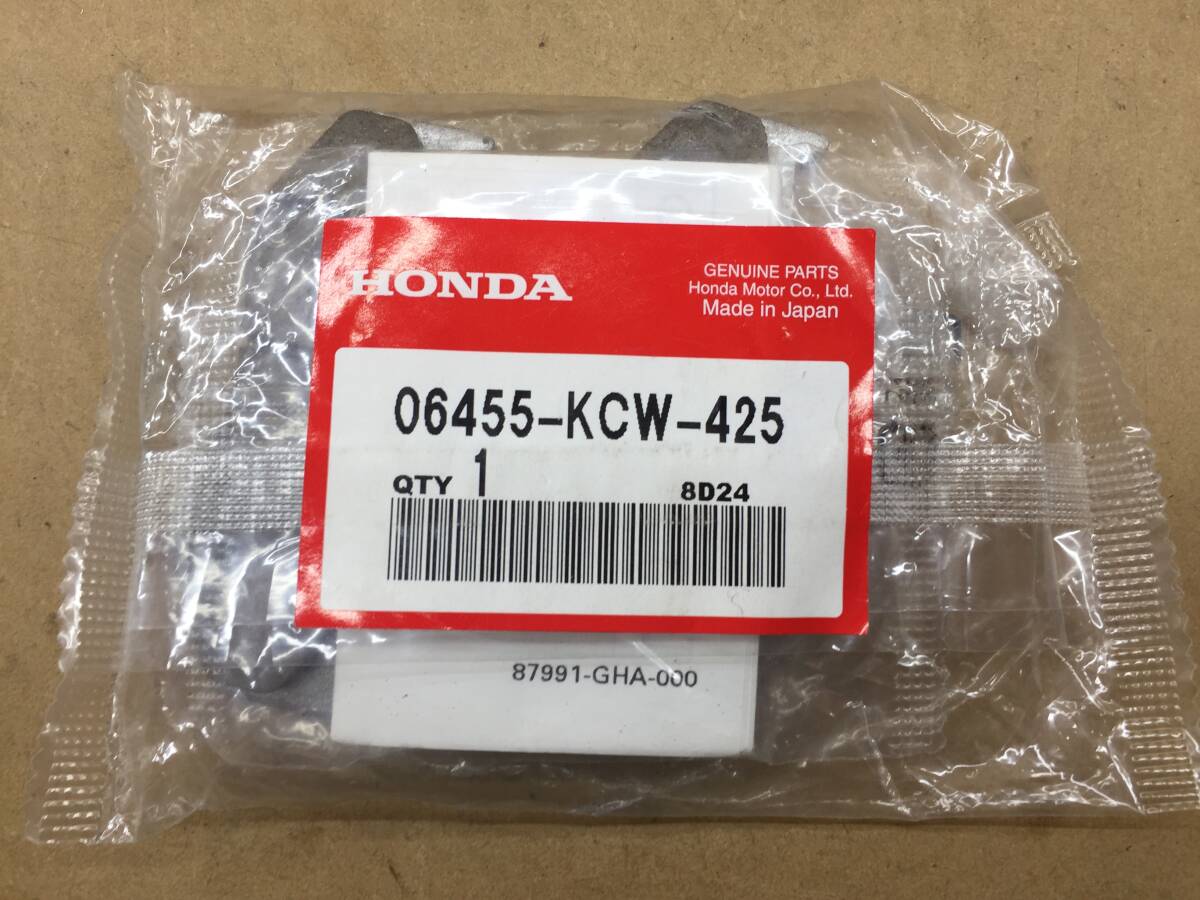 HONDA
GENUINE PARTS
Honda Motor Co., Ltd.
Made in Japan
06455-KCW-425
QTY 1
8D24
87991-GHA-000